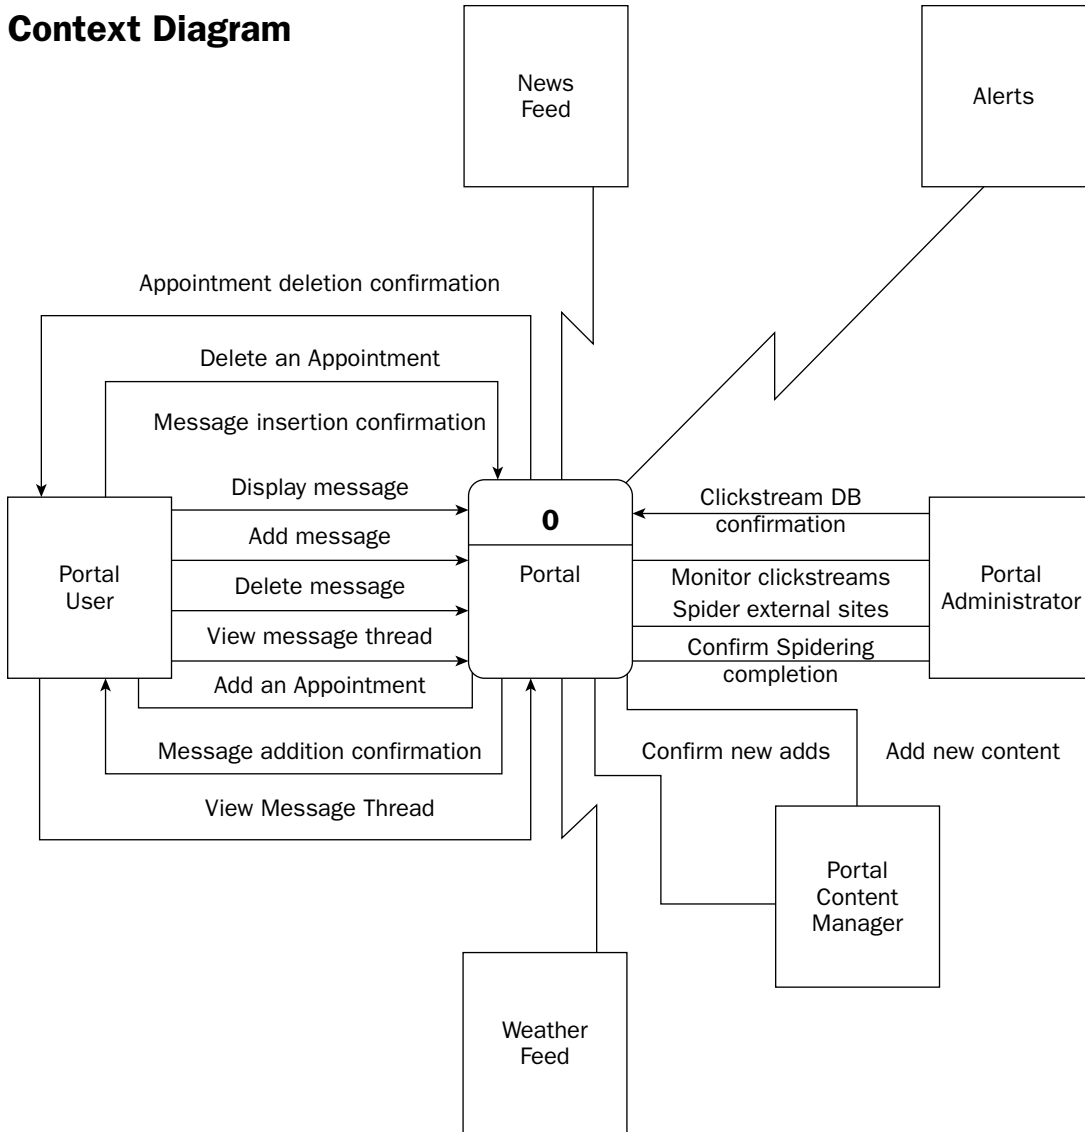 Context Diagram
News
Feed
Alerts
Appointment deletion confirmation
Delete an Appointment
Message insertion confirmation
Display message
Add message
Delete message
View message thread
Add an Appointment
Message addition confirmation
View Message Thread
Portal
User
0
Portal
Clickstream DB
confirmation
Monitor clickstreams
Spider external sites
Confirm Spidering
completion
Portal
Administrator
Confirm new adds
Add new content
Portal
Content
Manager
Weather
Feed